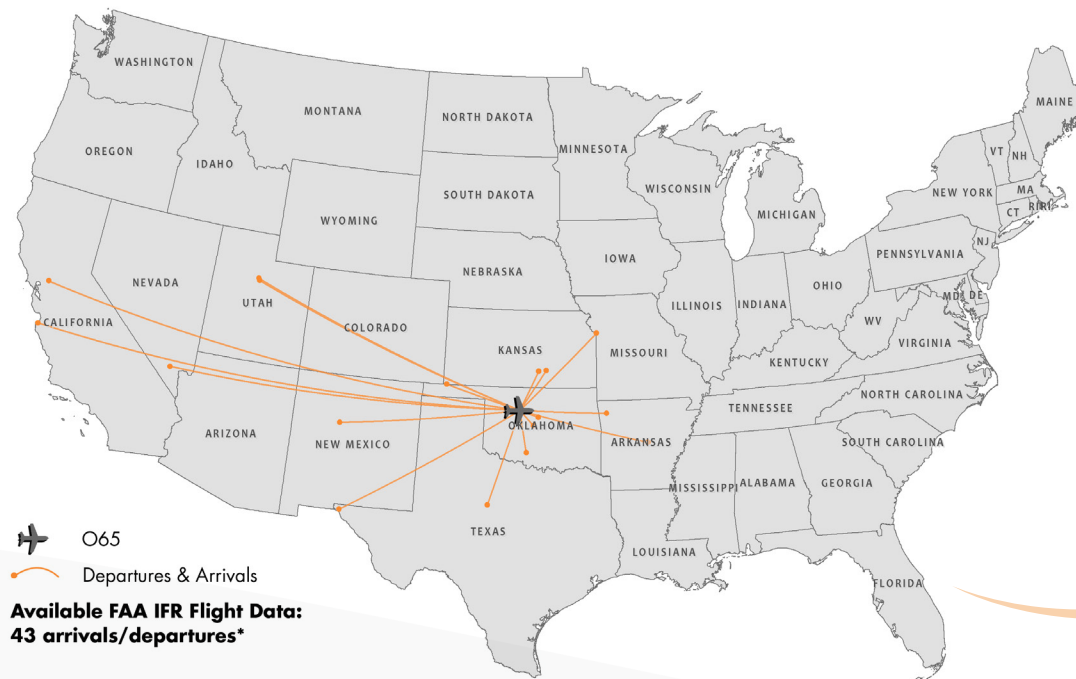 WASHINGTON
MAINE
MONTANA
NORTH DAKOTA
MINNESOTA
VT
NH
OREGON
IDAHO
SOUTH DAKOTA
WISCONSIN
NEW YORK
MA
CT
RI
RI
MICHIGAN
WYOMING
PENNSYLVANIA
NJ
IOWA
NEBRASKA
NEVADA
UTAH
ILLINOIS
INDIANA
OHIO
MD
DE
CALIFORNIA
COLORADO
WV
VIRGINIA
KANSAS
MISSOURI
KENTUCKY
NORTH CAROLINA
TENNESSEE
ARIZONA
NEW MEXICO
OKLAHOMA
ARKANSAS
SOUTH CAROLINA
MISSISSIPPI
ALABAMA
GEORGIA
TEXAS
LOUISIANA
FLORIDA
O65
Departures & Arrivals
Available FAA IFR Flight Data:
43 arrivals/departures*